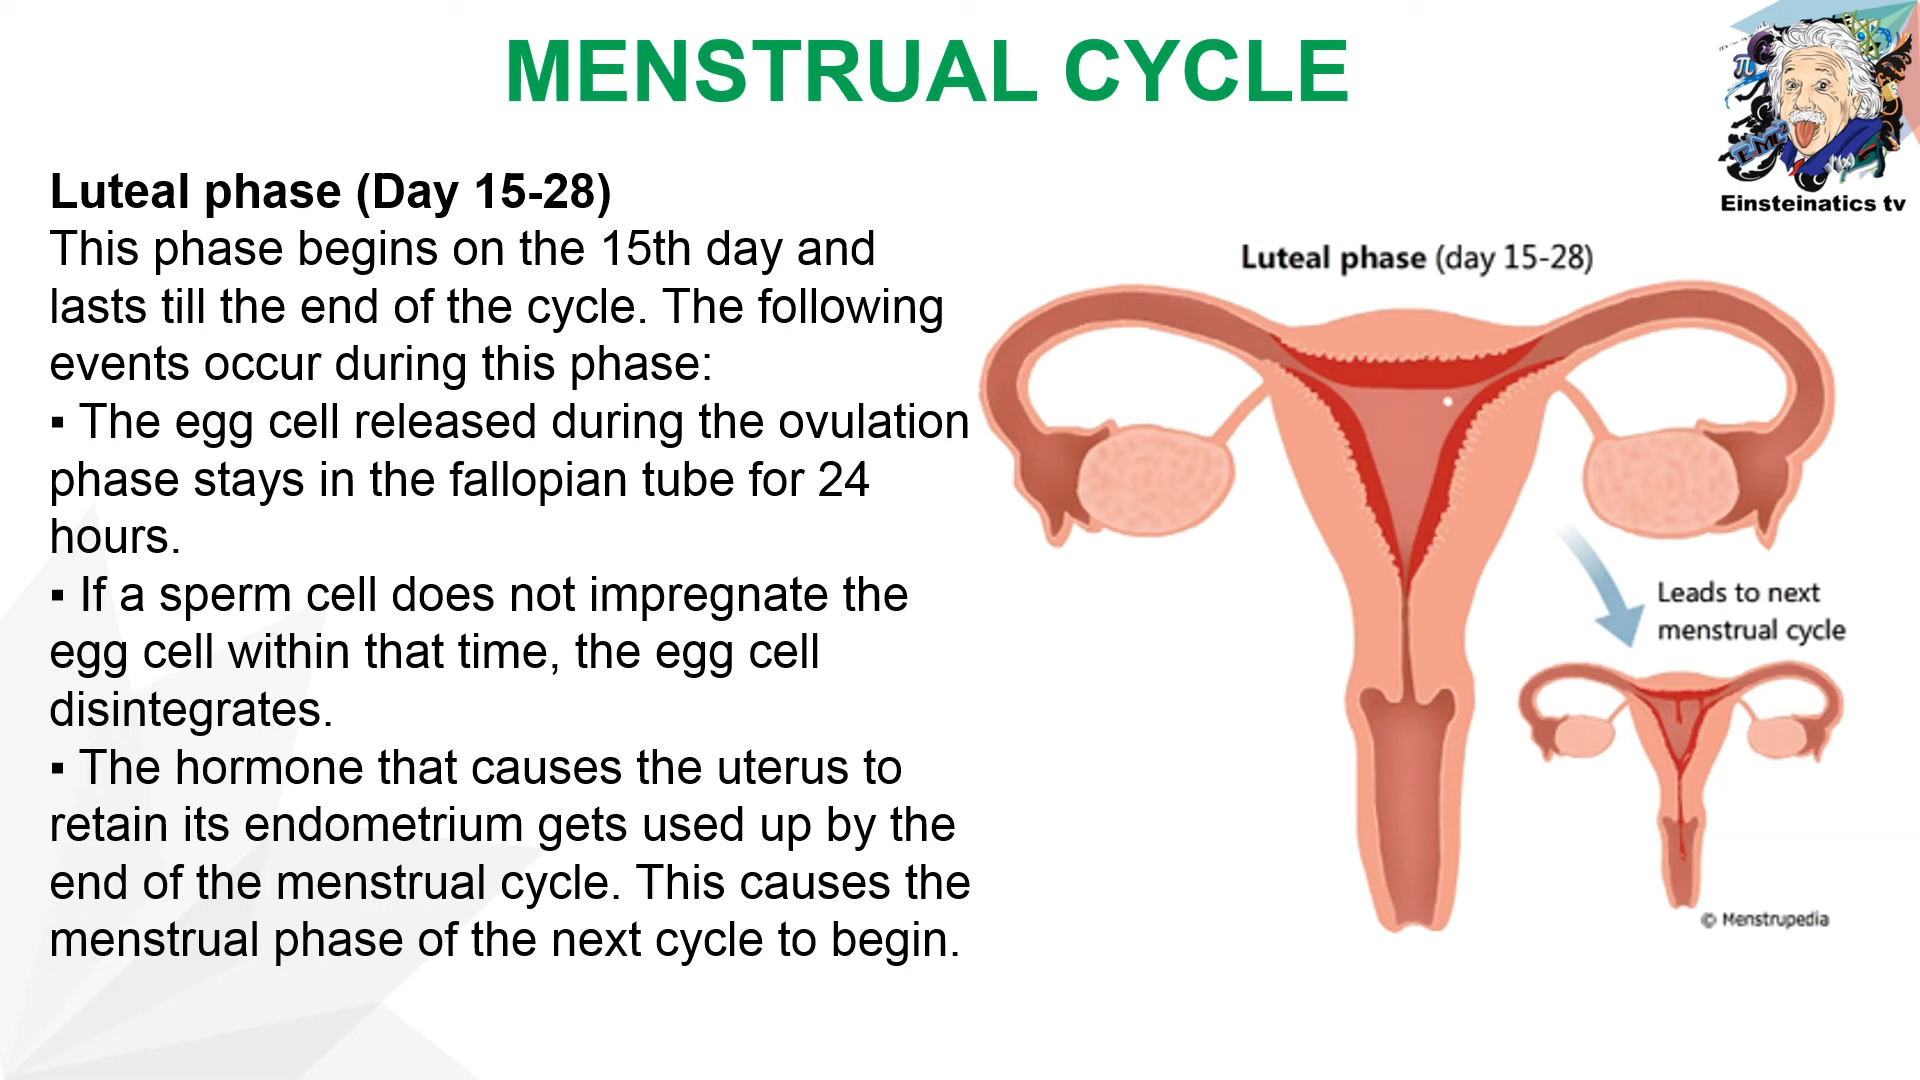 MENSTRUAL CYCLE
Einsteinatics tv
Luteal phase (Day 15-28)
This phase begins on the 15th day and
lasts till the end of the cycle. The following
events occur during this phase:
▪ The egg cell released during the ovulation
phase stays in the fallopian tube for 24
hours.
▪ If a sperm cell does not impregnate the
egg cell within that time, the egg cell
disintegrates.
▪ The hormone that causes the uterus to
retain its endometrium gets used up by the
end of the menstrual cycle. This causes the
menstrual phase of the next cycle to begin.
Luteal phase (day 15-28)
Leads to next
menstrual cycle
© Menstrupedia